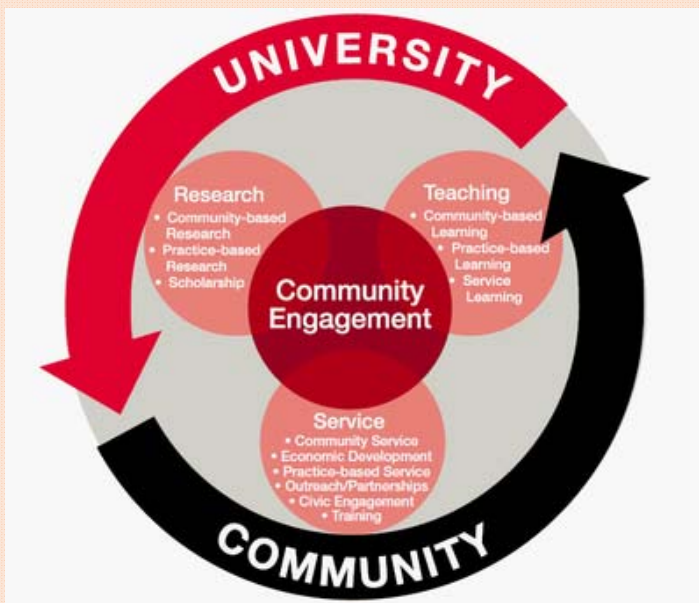 UNIVERSITY
Research
• Community-based
Research
• Practice-based
Research
• Scholarship
Teaching
• Community-based
Learning
• Practice-based
Learning
• Service
Learning
Community
Engagement
Service
• Community Service
• Economic Development
• Practice-based Service
• Outreach/Partnerships
• Civic Engagement
• Training
COMMUNITY